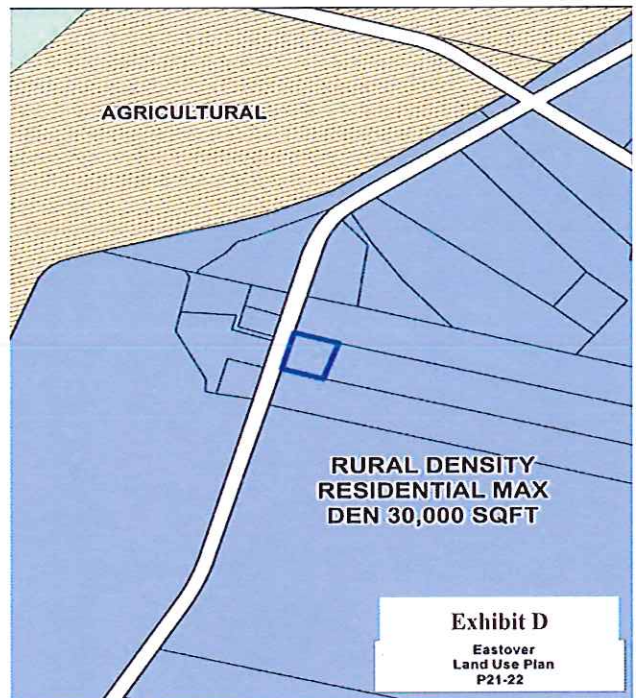 AGRICULTURAL
RURAL DENSITY
RESIDENTIAL MAX
DEN 30,000 SQFT
Exhibit D
Eastover
Land Use Plan
P21-22